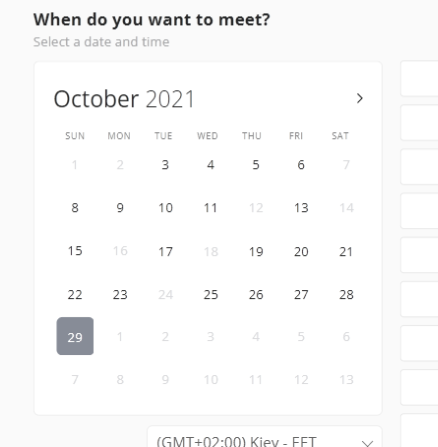 When do you want to meet?
Select a date and time
October 2021
SUN MON TUE WED THU FRI SAT
1 2 3 4 5 6 7
8 9 10 11 12 13 14
15 16 17 18 19 20 21
22 23 24 25 26 27 28
29 1 2 3 4 5 6
7 8 9 10 11 12 13
(GMT+02:00) Kiev - EET